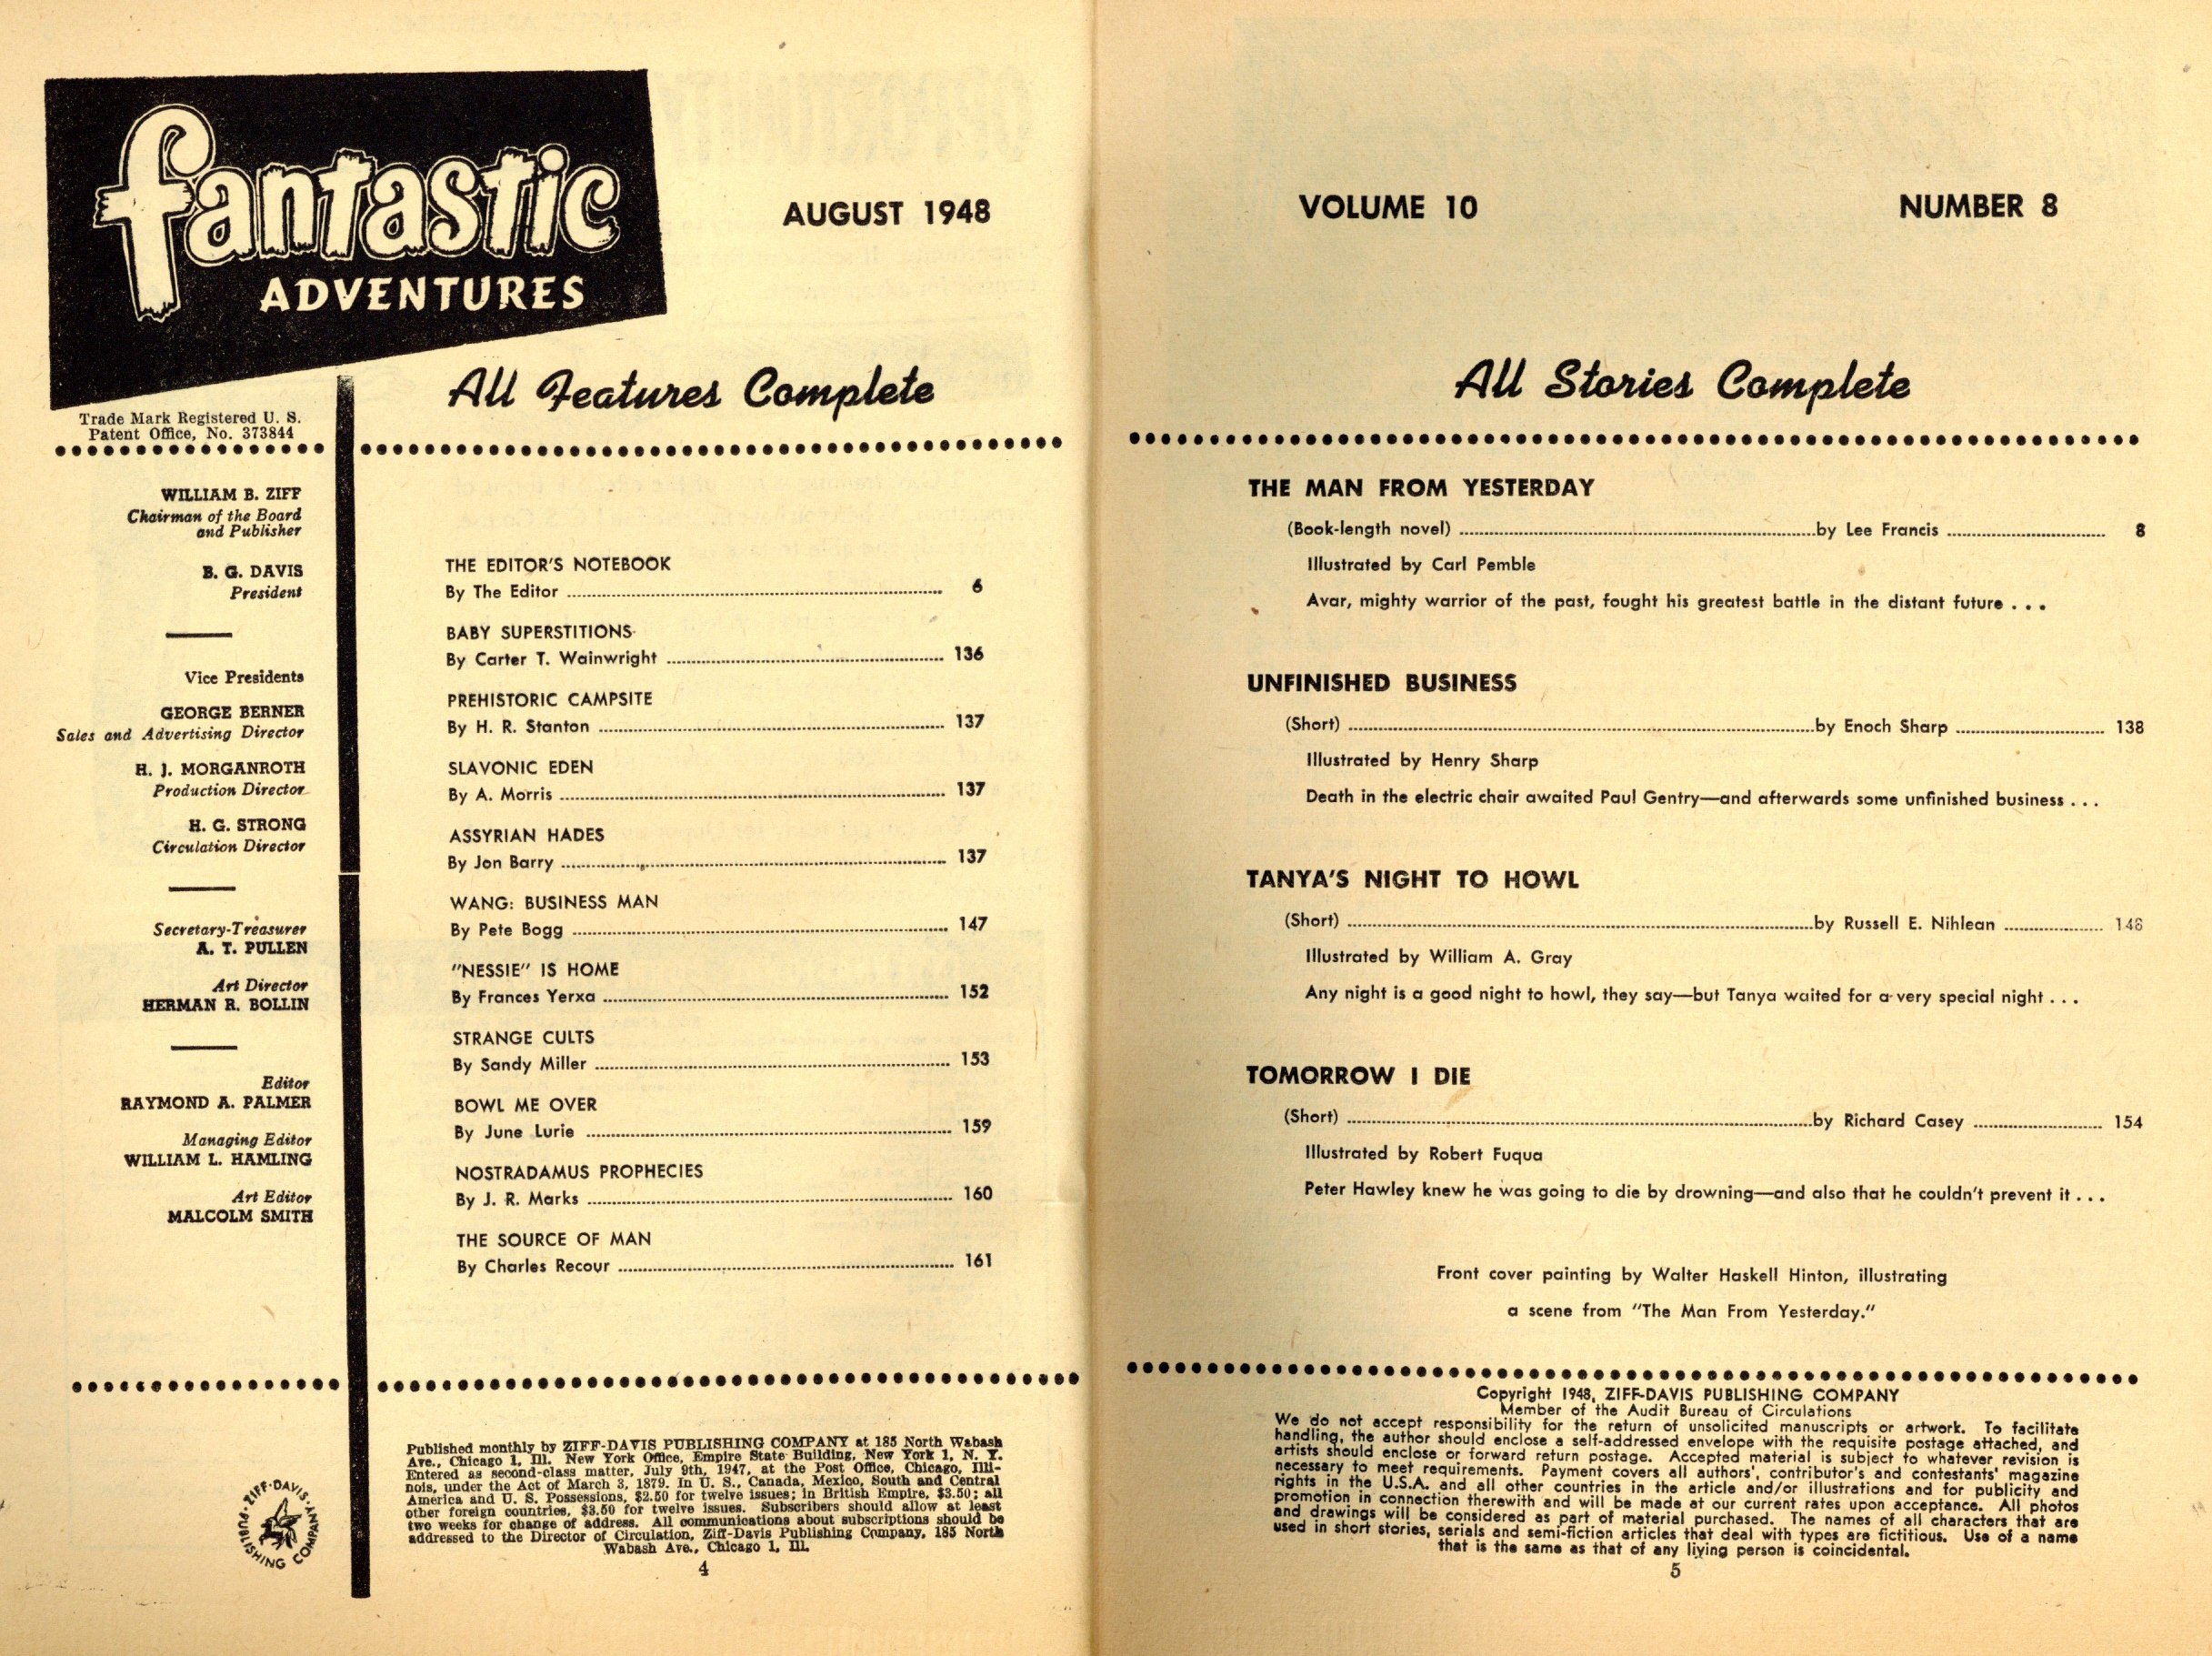 fantastic
ADVENTURES
AUGUST 1948
All Features Complete
Trade Mark Registered U. S.
Patent Office, No. 373844
WILLIAM B. ZIFF
Chairman of the Board
and Publisher
B. G. DAVIS
President
Vice Presidents
GEORGE BERNER
Sales and Advertising Director
H. J. MORGANROTH
Production Director
H. G. STRONG
Circulation Director
Secretary-Treasurer
A. T. PULLEN
Art Director
HERMAN R. BOLLIN
Editor
RAYMOND A. PALMER
Managing Editor
WILLIAM L. HAMLING
Art Editor
MALCOLM SMITH
THE EDITOR'S NOTEBOOK
By The Editor 6
BABY SUPERSTITIONS
By Carter T. Wainwright 136
PREHISTORIC CAMPSITE
By H. R. Stanton 137
SLAVONIC EDEN
By A. Morris 137
ASSYRIAN HADES
By Jon Barry 137
WANG: BUSINESS MAN
By Pete Bogg 147
"NESSIE" IS HOME
By Frances Yerxa 152
STRANGE CULTS
By Sandy Miller 153
BOWL ME OVER
By June Lurie 159
NOSTRADAMUS PROPHECIES
By J. R. Marks 160
THE SOURCE OF MAN
By Charles Recour 161
ZIFF-DAVIS PUBLISHING COMPANY
Published monthly by ZIFF-DAVIS PUBLISHING COMPANY at 185 North Wabash
Ave., Chicago 1, Ill. New York Office, Empire State Building, New York 1, N. Y.
Entered as second-class matter, July 9th, 1947, at the Post Office, Chicago, Illi-
nois, under the Act of March 3, 1879. In U. S., Canada, Mexico, South and Central
America and U. S. Possessions, $2.50 for twelve issues; in British Empire, $3.50; all
other foreign countries, $3.50 for twelve issues. Subscribers should allow at least
two weeks for change of address. All communications about subscriptions should be
addressed to the Director of Circulation, Ziff-Davis Publishing Company, 185 North
Wabash Ave., Chicago 1, Ill.
4
VOLUME 10 NUMBER 8
All Stories Complete
THE MAN FROM YESTERDAY
(Book-length novel) by Lee Francis 8
Illustrated by Carl Pemble
Avar, mighty warrior of the past, fought his greatest battle in the distant future . . .
UNFINISHED BUSINESS
(Short) by Enoch Sharp 138
Illustrated by Henry Sharp
Death in the electric chair awaited Paul Gentry—and afterwards some unfinished business . . .
TANYA'S NIGHT TO HOWL
(Short) by Russell E. Nihlean
Illustrated by William A. Gray
Any night is a good night to howl, they say—but Tanya waited for a very special night . . .
TOMORROW I DIE
(Short) by Richard Casey 154
Illustrated by Robert Fuqua
Peter Hawley knew he was going to die by drowning—and also that he couldn't prevent it . . .
Front cover painting by Walter Haskell Hinton, illustrating
a scene from "The Man From Yesterday."
Copyright 1948, ZIFF-DAVIS PUBLISHING COMPANY
Member of the Audit Bureau of Circulations
We do not accept responsibility for the return of unsolicited manuscripts or artwork. To facilitate
handling, the author should enclose a self-addressed envelope with the requisite postage attached, and
artists should enclose or forward return postage. Accepted material is subject to whatever revision is
necessary to meet requirements. Payment covers all authors', contributor's and contestants' magazine
rights in the U.S.A. and all other countries in the article and/or illustrations and for publicity and
promotion in connection therewith and will be made at our current rates upon acceptance. All photos
and drawings will be considered as part of material purchased. The names of all characters that are
used in short stories, serials and semi-fiction articles that deal with types are fictitious. Use of a name
that is the same as that of any living person is coincidental.
5